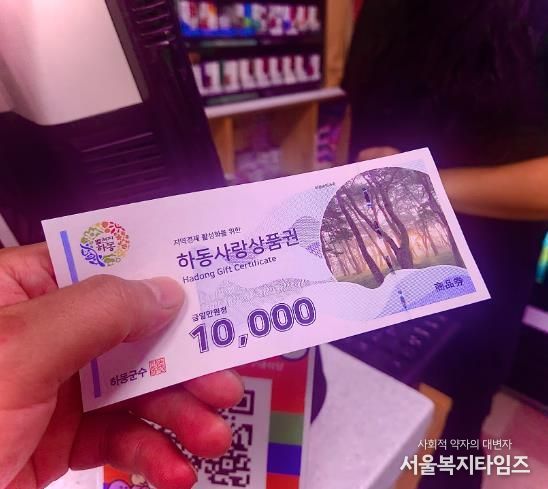 지역경제 활성화를 위한
하동사랑상품권
Hadong Gift Certificate
금일만원정
10,000
하동군수
商品券
사회적 약자의 대변자
서울복지타임즈